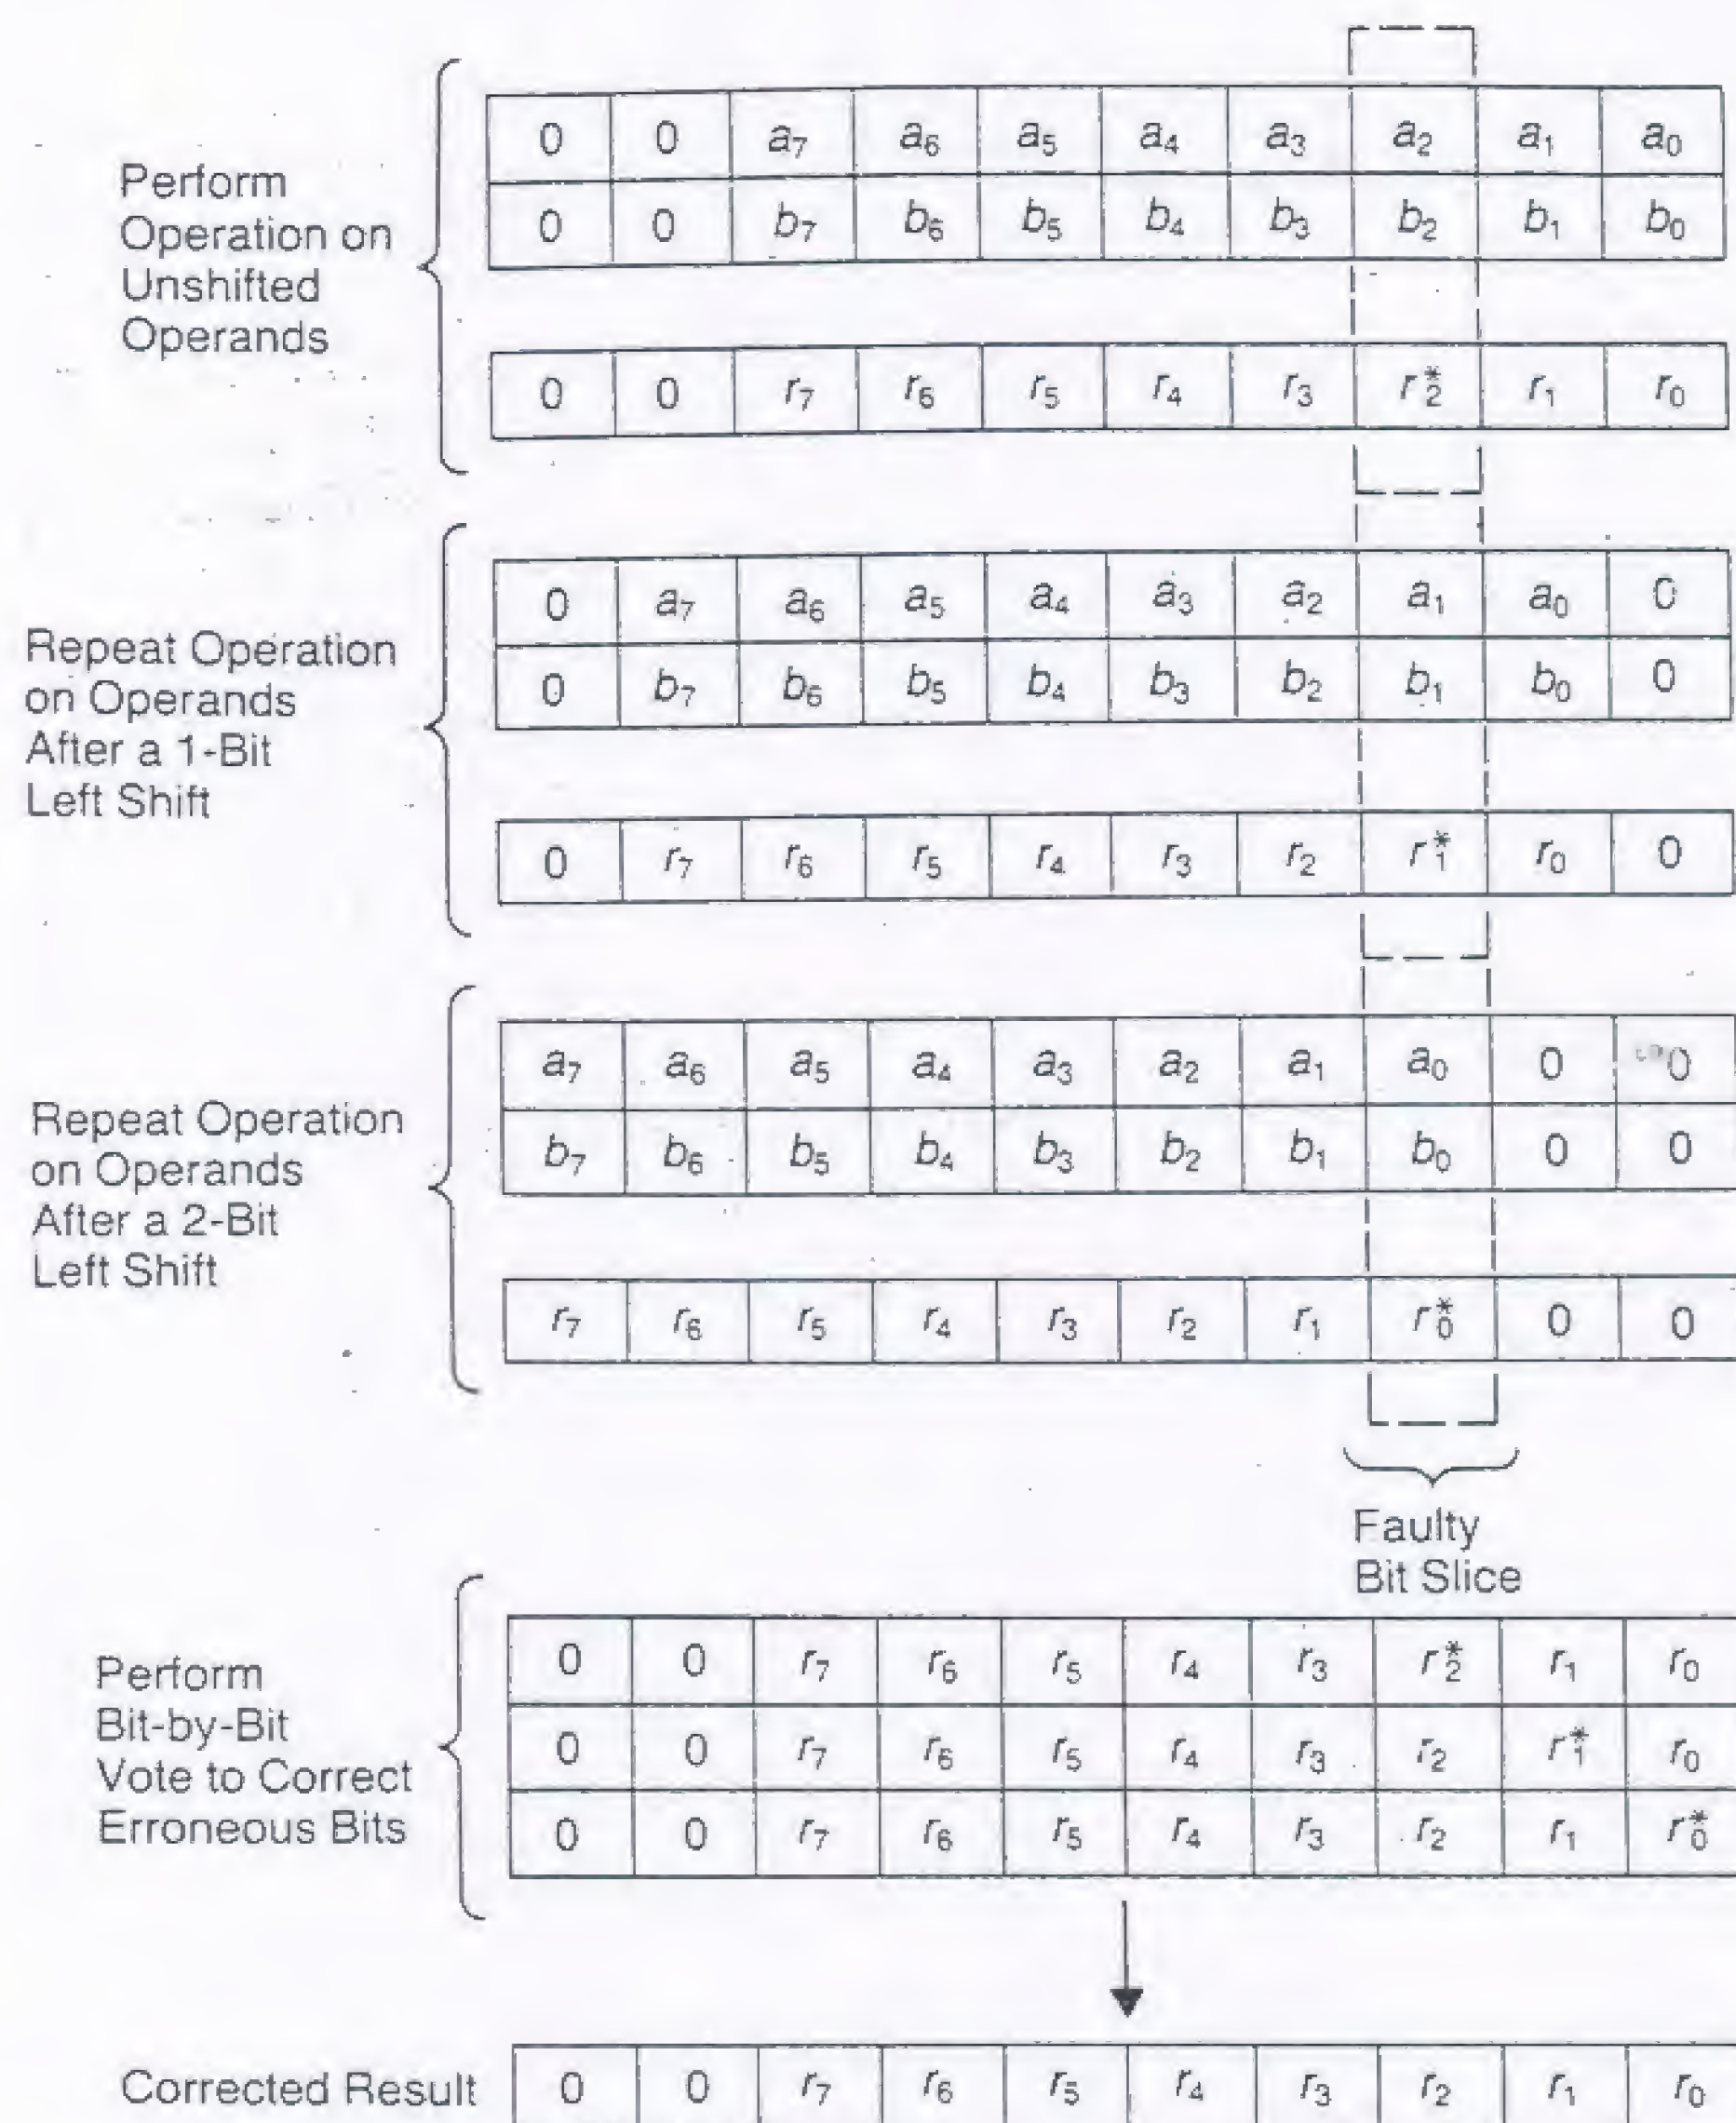 Perform
Operation on
Unshifted
Operands
0 0 a₇ a₆ a₅ a₄ a₃ a₂ a₁ a₀
0 0 b₇ b₆ b₅ b₄ b₃ b₂ b₁ b₀
0 0 r₇ r₆ r₅ r₄ r₃ r₂* r₁ r₀
Repeat Operation
on Operands
After a 1-Bit
Left Shift
0 a₇ a₆ a₅ a₄ a₃ a₂ a₁ a₀ 0
0 b₇ b₆ b₅ b₄ b₃ b₂ b₁ b₀ 0
0 r₇ r₆ r₅ r₄ r₃ r₂ r₁* r₀ 0
Repeat Operation
on Operands
After a 2-Bit
Left Shift
a₇ a₆ a₅ a₄ a₃ a₂ a₁ a₀ 0 0
b₇ b₆ b₅ b₄ b₃ b₂ b₁ b₀ 0 0
r₇ r₆ r₅ r₄ r₃ r₂ r₁ r₀* 0 0
Faulty
Bit Slice
Perform
Bit-by-Bit
Vote to Correct
Erroneous Bits
0 0 r₇ r₆ r₅ r₄ r₃ r₂* r₁ r₀
0 0 r₇ r₆ r₅ r₄ r₃ r₂ r₁* r₀
0 0 r₇ r₆ r₅ r₄ r₃ r₂ r₁ r₀*
Corrected Result 0 0 r₇ r₆ r₅ r₄ r₃ r₂ r₁ r₀